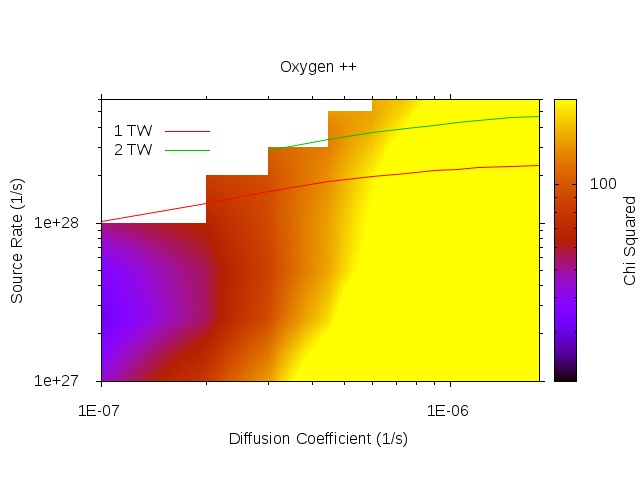 Oxygen ++
1 TW
2 TW
100
1e+28
1e+27
1E-07
1E-06
Source Rate (1/s)
Diffusion Coefficient (1/s)
Chi Squared